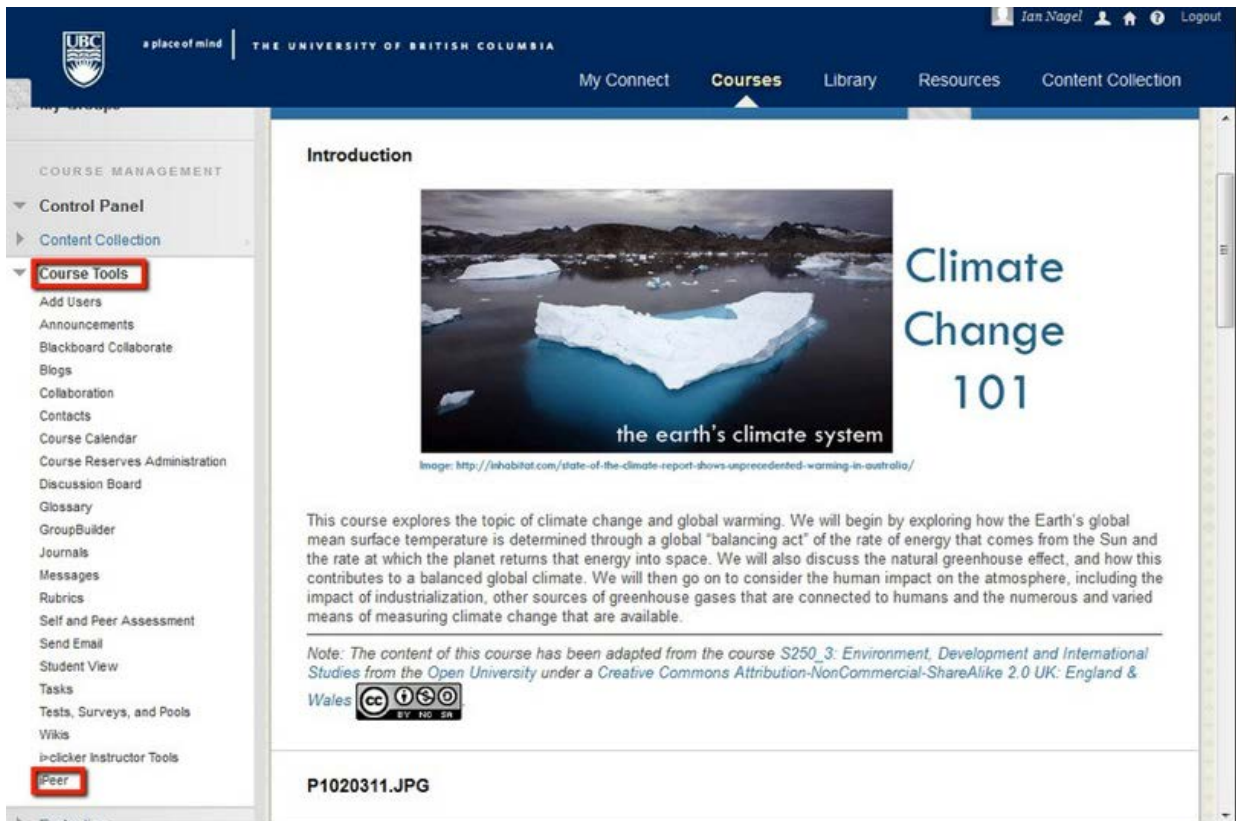 Ian Nagel Logout
UBC a place of mind THE UNIVERSITY OF BRITISH COLUMBIA
My Connect Courses Library Resources Content Collection
My Groups
COURSE MANAGEMENT
Control Panel
Content Collection
Course Tools
Add Users
Announcements
Blackboard Collaborate
Blogs
Collaboration
Contacts
Course Calendar
Course Reserves Administration
Discussion Board
Glossary
GroupBuilder
Journals
Messages
Rubrics
Self and Peer Assessment
Send Email
Student View
Tasks
Tests, Surveys, and Pools
Wikis
i>clicker Instructor Tools
iPeer
Introduction
Climate
Change
101
the earth's climate system
Image: http://inhabitat.com/state-of-the-climate-report-shows-unprecedented-warming-in-australia/
This course explores the topic of climate change and global warming. We will begin by exploring how the Earth's global
mean surface temperature is determined through a global "balancing act" of the rate of energy that comes from the Sun and
the rate at which the planet returns that energy into space. We will also discuss the natural greenhouse effect, and how this
contributes to a balanced global climate. We will then go on to consider the human impact on the atmosphere, including the
impact of industrialization, other sources of greenhouse gases that are connected to humans and the numerous and varied
means of measuring climate change that are available.
Note: The content of this course has been adapted from the course S250_3: Environment, Development and International
Studies from the Open University under a Creative Commons Attribution-NonCommercial-ShareAlike 2.0 UK: England &
Wales cc BY NC SA.
P1020311.JPG